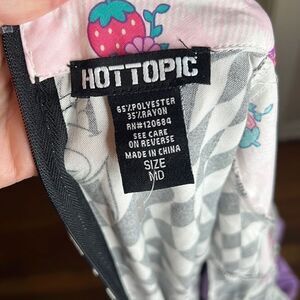 HOTTOPIC
65%POLYESTER
35%RAYON
RN#120684
SEE CARE
ON REVERSE
MADE IN CHINA
SIZE
MD